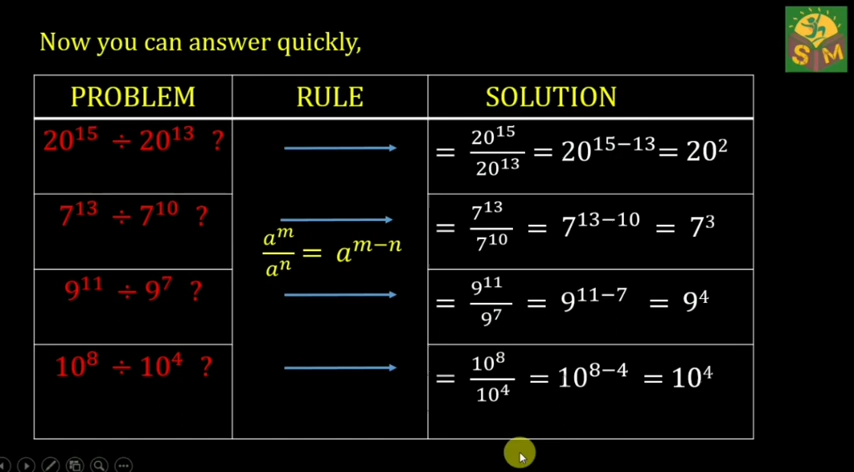 Now you can answer quickly,
S M
PROBLEM RULE SOLUTION
20¹⁵ ÷ 20¹³ ? = 20¹⁵/20¹³ = 20¹⁵⁻¹³ = 20²
7¹³ ÷ 7¹⁰ ? = 7¹³/7¹⁰ = 7¹³⁻¹⁰ = 7³
aᵐ/aⁿ = aᵐ⁻ⁿ
9¹¹ ÷ 9⁷ ? = 9¹¹/9⁷ = 9¹¹⁻⁷ = 9⁴
10⁸ ÷ 10⁴ ? = 10⁸/10⁴ = 10⁸⁻⁴ = 10⁴